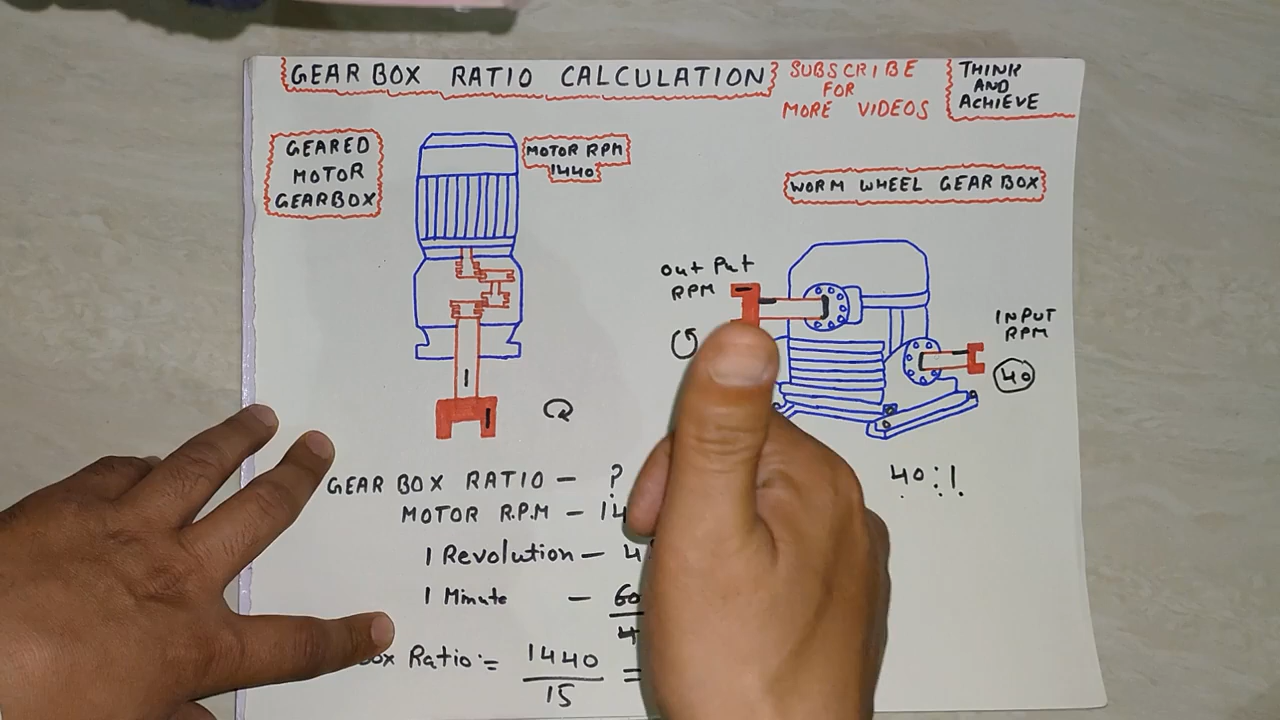 GEAR BOX RATIO CALCULATION
SUBSCRIBE
FOR
MORE VIDEOS
THINK
AND
ACHIEVE
GEARED
MOTOR
GEARBOX
MOTOR RPM
1440
WORM WHEEL GEAR BOX
OUT PUT
RPM
INPUT
RPM
40
GEAR BOX RATIO – ?
40:1
MOTOR R.P.M – 14
1 Revolution – 4
1 Minute – 60
4
Box Ratio := 1440
15 =